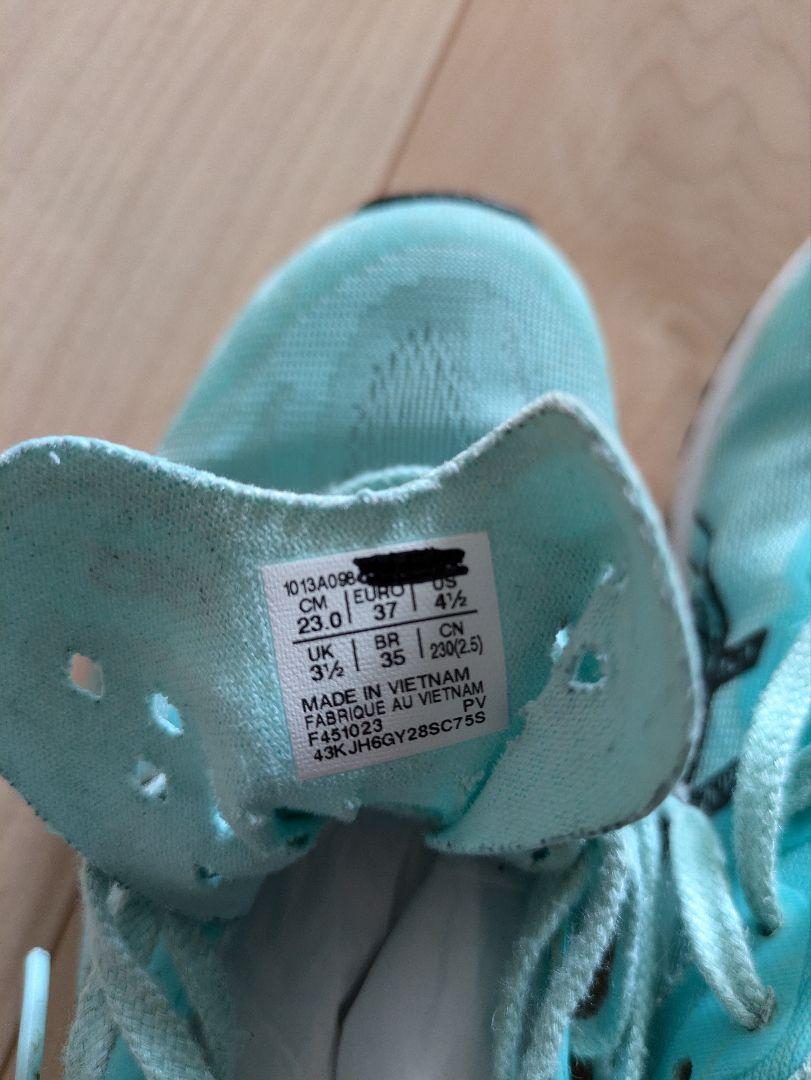 1013A098
CM 23.0 | EURO 37 | US 4½
UK 3½ | BR 35 | CN 230(2.5)
MADE IN VIETNAM
FABRIQUE AU VIETNAM
F451023 PV
43KJH6GY28SC75S